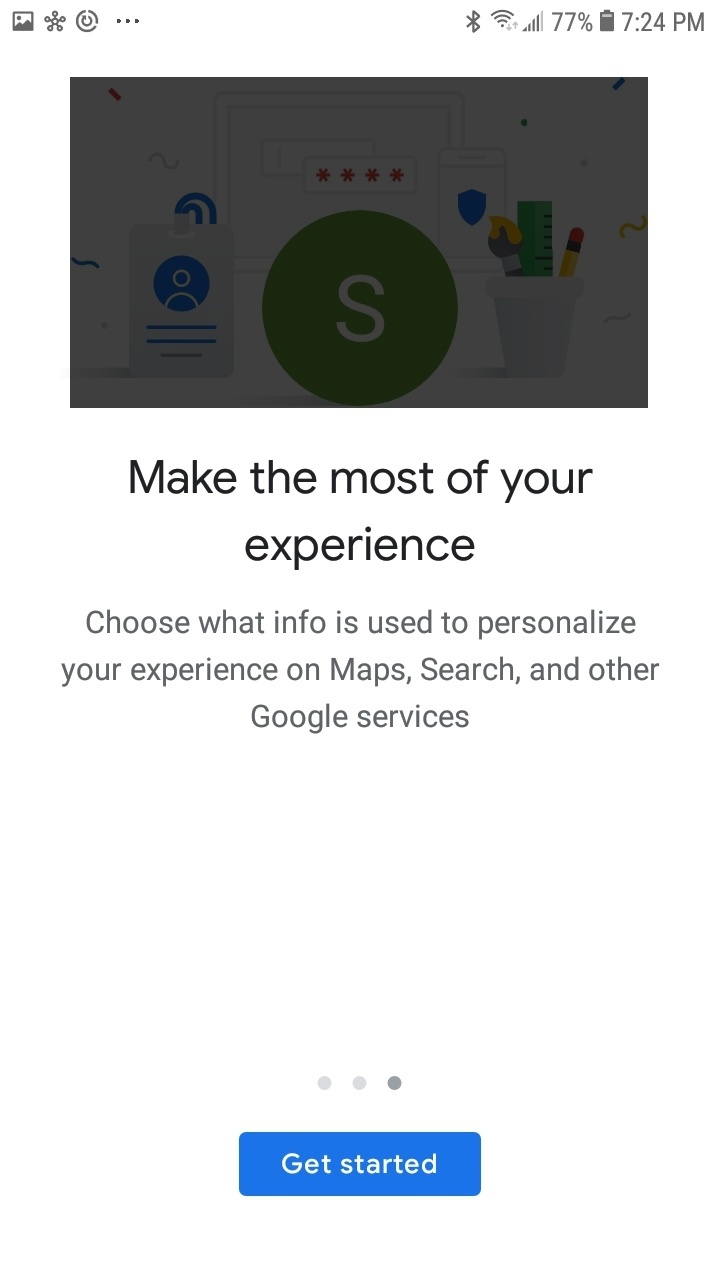 77% 7:24 PM
* * * *
S
Make the most of your
experience
Choose what info is used to personalize
your experience on Maps, Search, and other
Google services
Get started